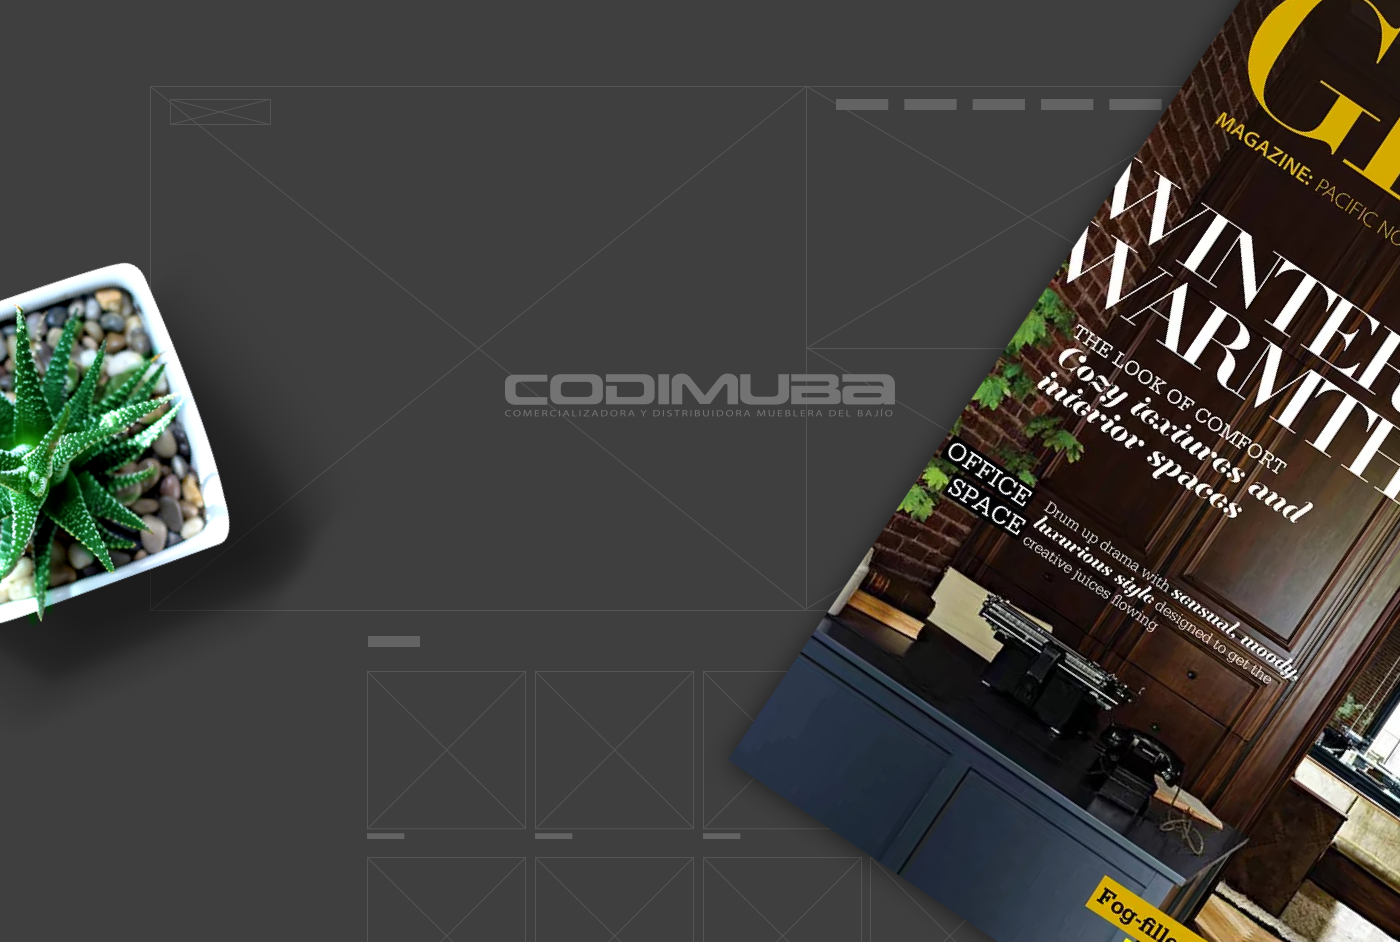 CODIMUBA
COMERCIALIZADORA Y DISTRIBUIDORA MUEBLERA DEL BAJÍO
MAGAZINE: PACIFIC
WINTER
WARMTH
THE LOOK OF COMFORT
Cozy textures and
interior spaces
OFFICE
SPACE
Drum up drama with sensual, moody,
luxurious style designed to get the
creative juices flowing